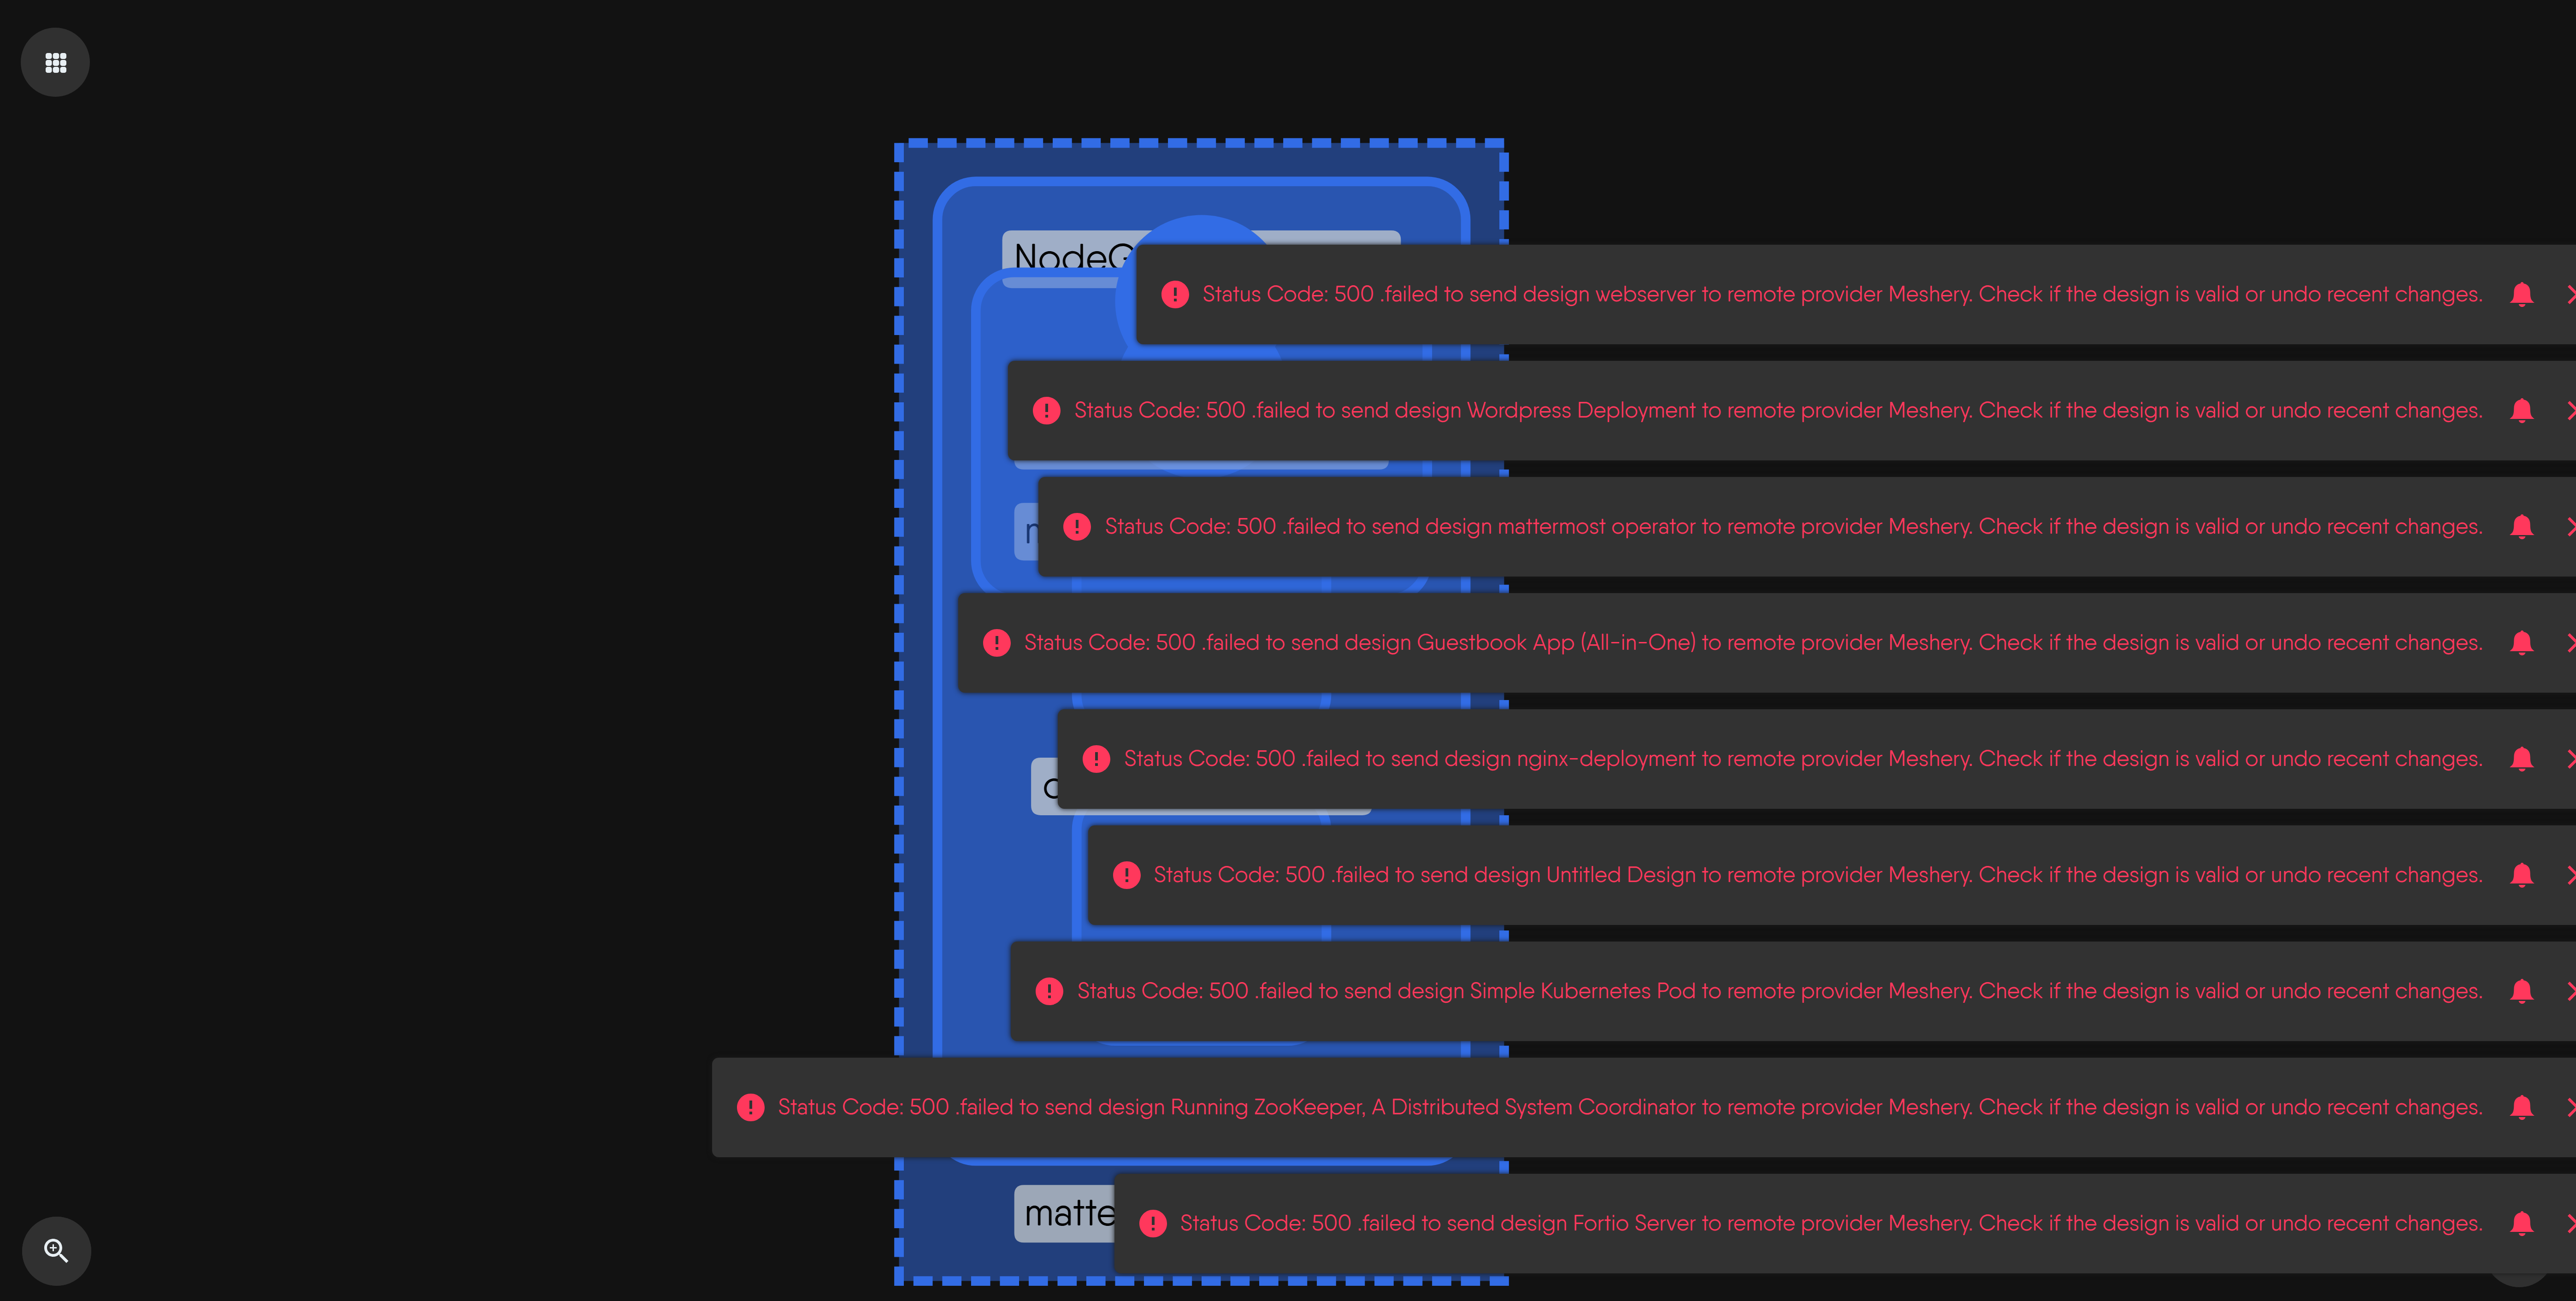 Status Code: 500 .failed to send design webserver to remote provider Meshery. Check if the design is valid or undo recent changes.
Status Code: 500 .failed to send design Wordpress Deployment to remote provider Meshery. Check if the design is valid or undo recent changes.
Status Code: 500 .failed to send design mattermost operator to remote provider Meshery. Check if the design is valid or undo recent changes.
Status Code: 500 .failed to send design Guestbook App (All-in-One) to remote provider Meshery. Check if the design is valid or undo recent changes.
Status Code: 500 .failed to send design nginx-deployment to remote provider Meshery. Check if the design is valid or undo recent changes.
Status Code: 500 .failed to send design Untitled Design to remote provider Meshery. Check if the design is valid or undo recent changes.
Status Code: 500 .failed to send design Simple Kubernetes Pod to remote provider Meshery. Check if the design is valid or undo recent changes.
Status Code: 500 .failed to send design Running ZooKeeper, A Distributed System Coordinator to remote provider Meshery. Check if the design is valid or undo recent changes.
Status Code: 500 .failed to send design Fortio Server to remote provider Meshery. Check if the design is valid or undo recent changes.